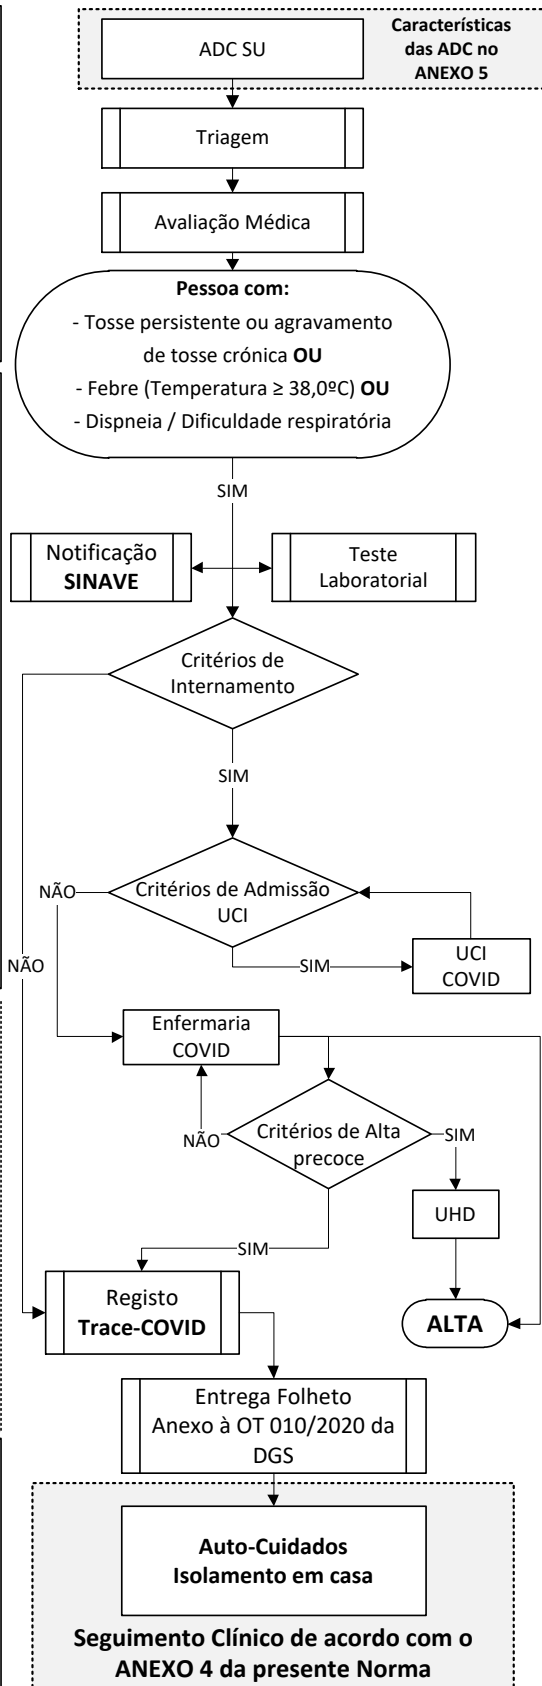 ADC SU
Características
das ADC no
ANEXO 5
Triagem
Avaliação Médica
Pessoa com:
- Tosse persistente ou agravamento
de tosse crónica OU
- Febre (Temperatura ≥ 38,0ºC) OU
- Dispneia / Dificuldade respiratória
SIM
Notificação
SINAVE
Teste
Laboratorial
Critérios de
Internamento
SIM
NÃO
Critérios de Admissão
UCI
NÃO
SIM
UCI
COVID
Enfermaria
COVID
NÃO
Critérios de Alta
precoce
SIM
UHD
SIM
Registo
Trace-COVID
ALTA
Entrega Folheto
Anexo à OT 010/2020 da
DGS
Auto-Cuidados
Isolamento em casa
Seguimento Clínico de acordo com o
ANEXO 4 da presente Norma